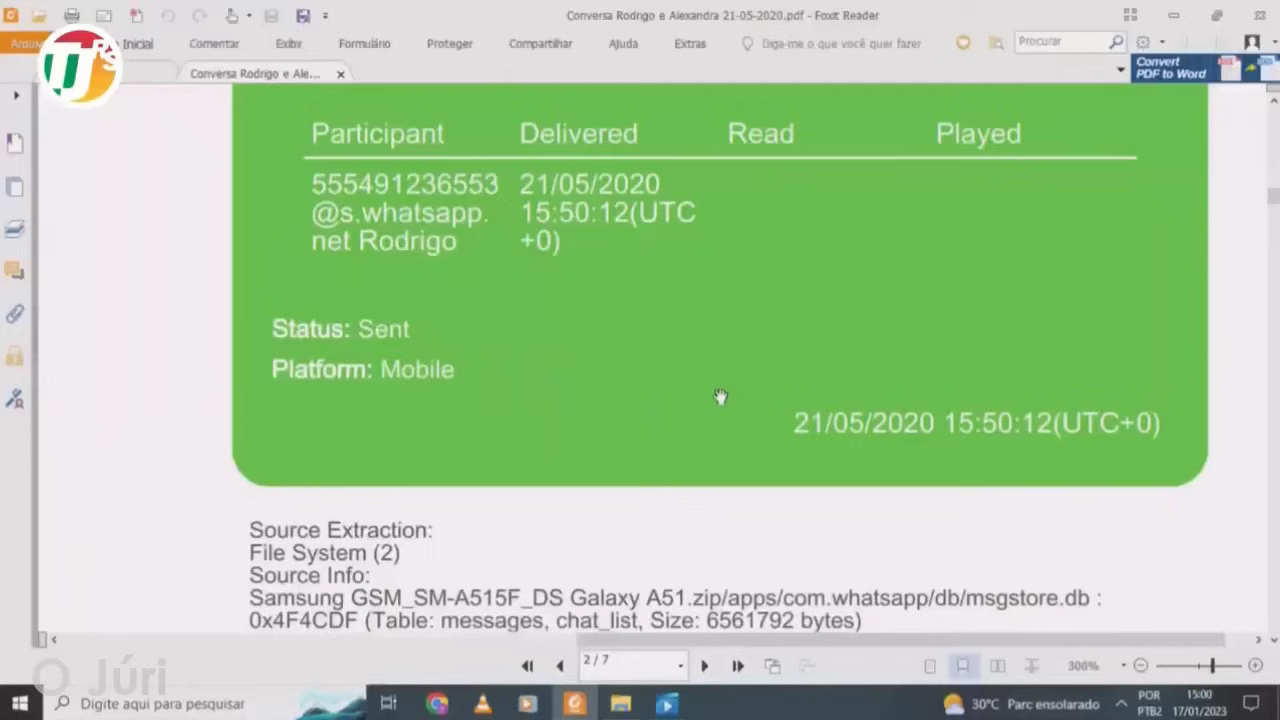 Conversa Rodrigo e Alexandra 21-05-2020.pdf - Foxit Reader
Inicial Comentar Exibir Formulário Proteger Compartilhar Ajuda Extras Diga-me o que você quer fazer Procurar
TJ RS
Conversa Rodrigo e Ale...
Convert
PDF to Word
Participant Delivered Read Played
555491236553 21/05/2020
@s.whatsapp. 15:50:12(UTC
net Rodrigo +0)
Status: Sent
Platform: Mobile
21/05/2020 15:50:12(UTC+0)
Source Extraction:
File System (2)
Source Info:
Samsung GSM_SM-A515F_DS Galaxy A51.zip/apps/com.whatsapp/db/msgstore.db :
0x4F4CDF (Table: messages, chat_list, Size: 6561792 bytes)
O Júri
2 / 7
300%
Digite aqui para pesquisar
30°C Parc ensolarado
POR
PTB2
15:00
17/01/2023